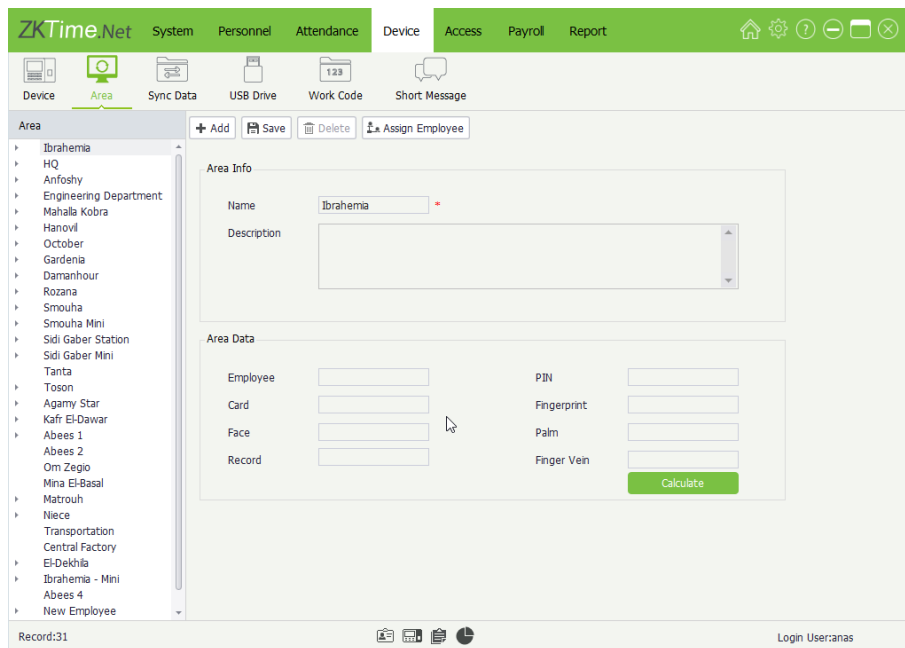 ZKTime.Net System Personnel Attendance Device Access Payroll Report
123
Device Area Sync Data USB Drive Work Code Short Message
Area
Add Save Delete Assign Employee
Ibrahemia
HQ
Anfoshy
Engineering Department
Mahalla Kobra
Hanovil
October
Gardenia
Damanhour
Rozana
Smouha
Smouha Mini
Sidi Gaber Station
Sidi Gaber Mini
Tanta
Toson
Agamy Star
Kafr El-Dawar
Abees 1
Abees 2
Om Zegio
Mina El-Basal
Matrouh
Niece
Transportation
Central Factory
El-Dekhila
Ibrahemia - Mini
Abees 4
New Employee
Area Info
Name Ibrahemia *
Description
Area Data
Employee PIN
Card Fingerprint
Face Palm
Record Finger Vein
Calculate
Record:31 Login User:anas